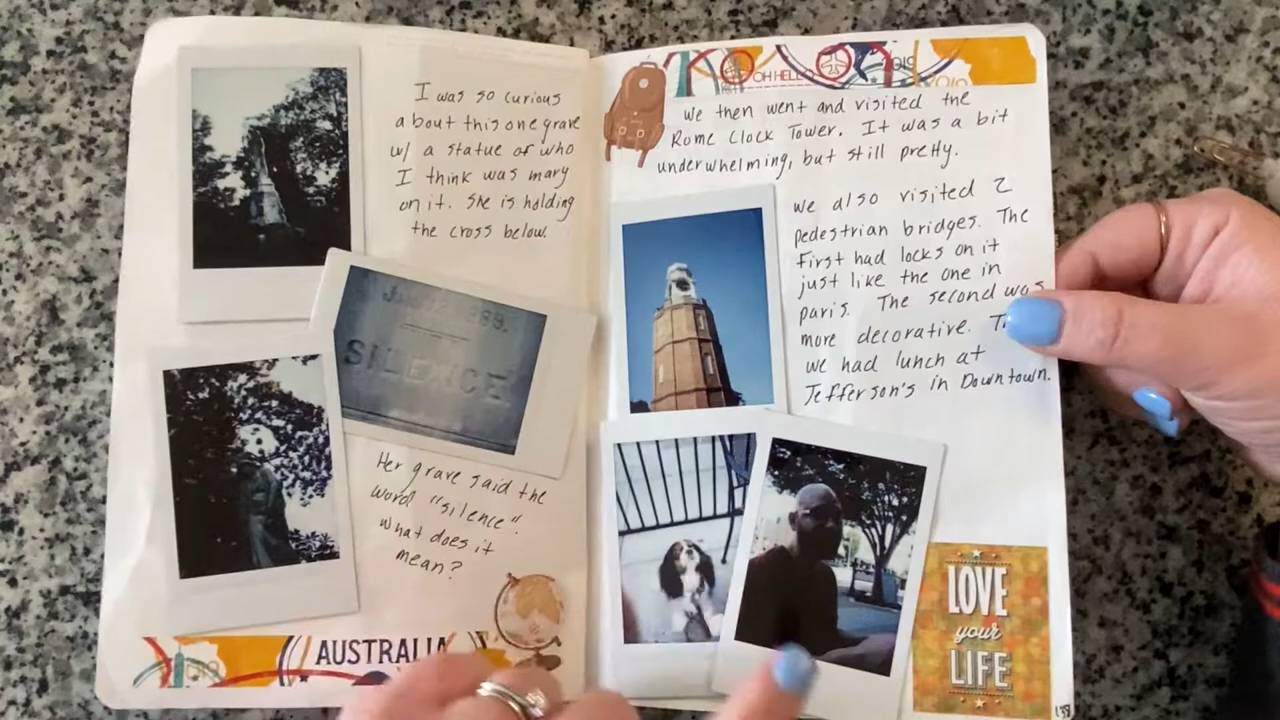 I was so curious
about this one grave
w/ a statue of who
I think was mary
on it. She is holding
the cross below.
SILENCE
Her grave said the
word "silence".
What does it
mean?
AUSTRALIA
OH HELLO
2019
2019
We then went and visited the
Rome Clock Tower. It was a bit
underwhelming, but still pretty.
we also visited 2
pedestrian bridges. The
first had locks on it
just like the one in
paris. The second was
more decorative.
we had lunch at
Jefferson's in Downtown.
LOVE
your
LIFE